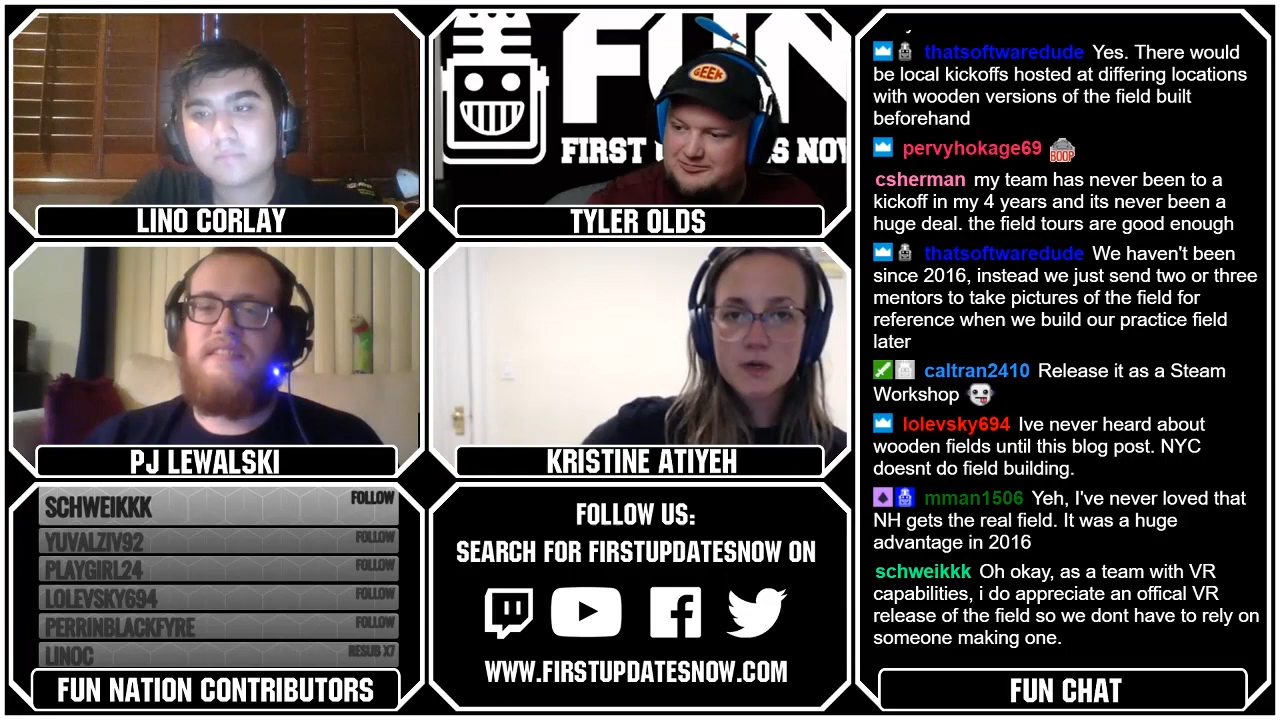 GEEK
FUN
FIRST
NOW
LINO CORLAY
TYLER OLDS
PJ LEWALSKI
KRISTINE ATIYEH
SCHWEIKKK FOLLOW
YUVALZIV92 FOLLOW
PLAYGIRL24 FOLLOW
LOLEVSKY694 FOLLOW
PERRINBLACKFYRE FOLLOW
LINOC RESUB X7
FUN NATION CONTRIBUTORS
FOLLOW US:
SEARCH FOR FIRSTUPDATESNOW ON
WWW.FIRSTUPDATESNOW.COM
thatsoftwaredude Yes. There would
be local kickoffs hosted at differing locations
with wooden versions of the field built
beforehand
pervyhokage69 BOOP
csherman my team has never been to a
kickoff in my 4 years and its never been a
huge deal. the field tours are good enough
thatsoftwaredude We haven't been
since 2016, instead we just send two or three
mentors to take pictures of the field for
reference when we build our practice field
later
caltran2410 Release it as a Steam
Workshop
lolevsky694 Ive never heard about
wooden fields until this blog post. NYC
doesnt do field building.
mman1506 Yeh, I've never loved that
NH gets the real field. It was a huge
advantage in 2016
schweikkk Oh okay, as a team with VR
capabilities, i do appreciate an offical VR
release of the field so we dont have to rely on
someone making one.
FUN CHAT